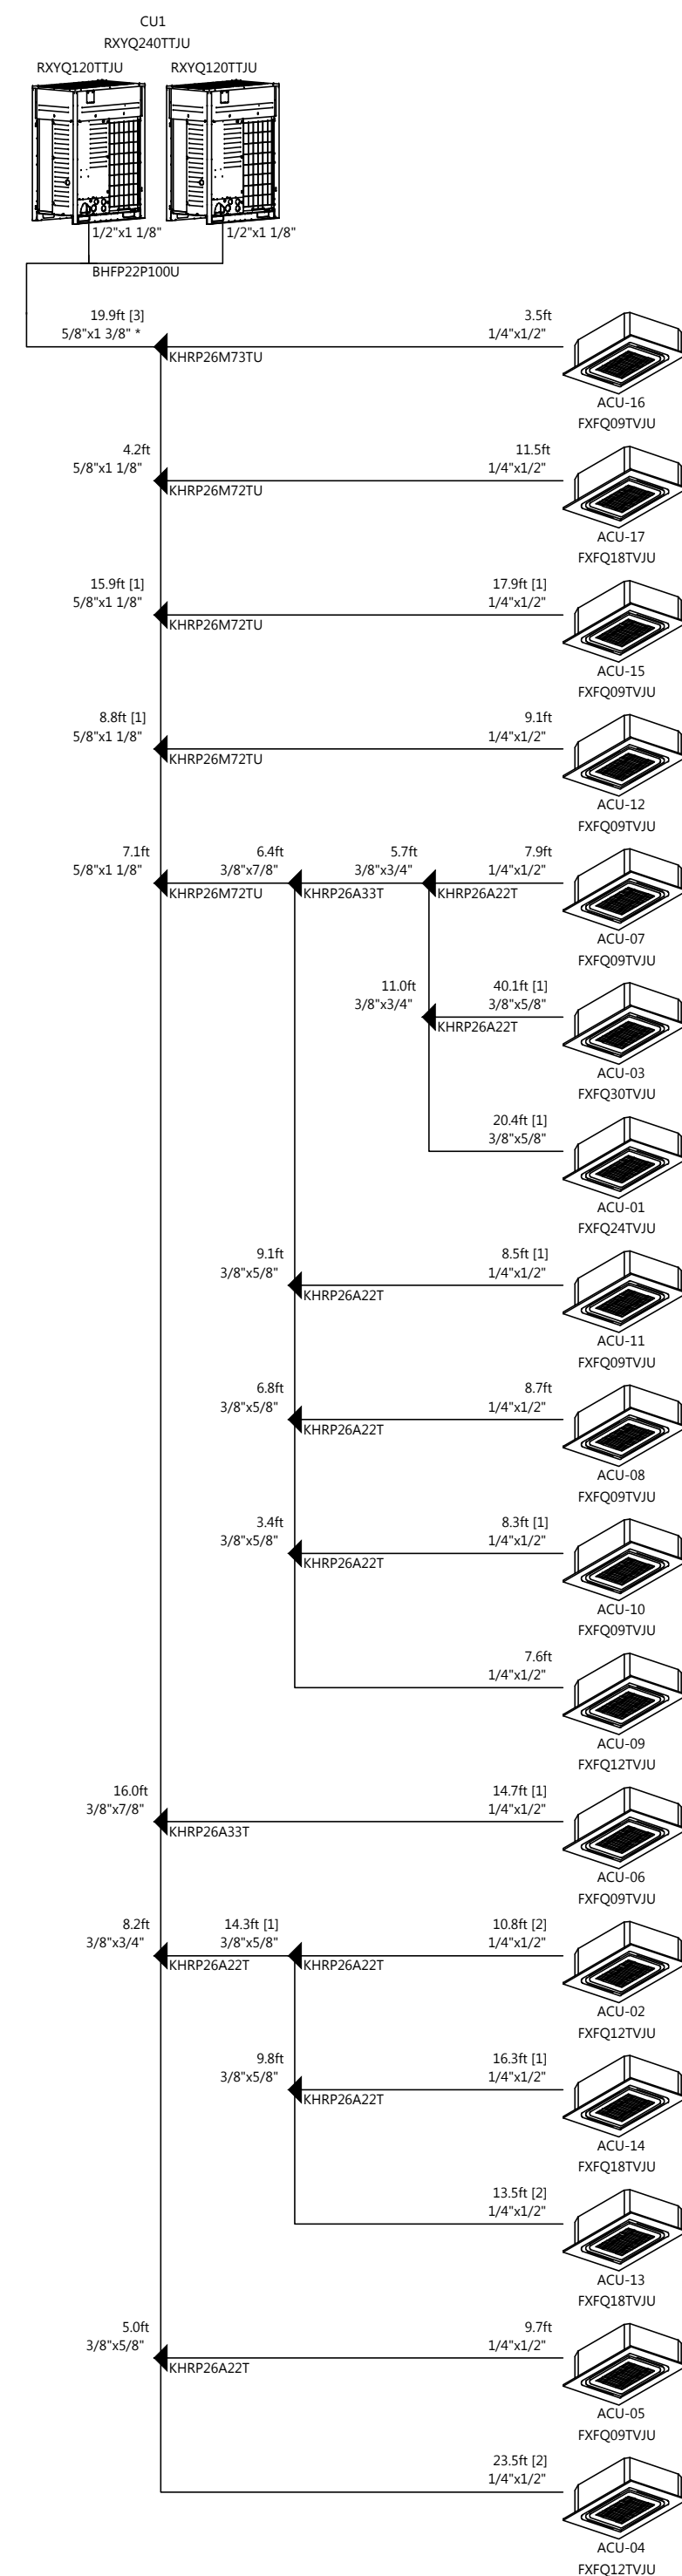 CU1
RXYQ240TTJU
RXYQ120TTJU RXYQ120TTJU
1/2"x1 1/8" 1/2"x1 1/8"
BHFP22P100U
19.9ft [3] 3.5ft
5/8"x1 3/8" * 1/4"x1/2"
KHRP26M73TU
ACU-16
FXFQ09TVJU
4.2ft 11.5ft
5/8"x1 1/8" 1/4"x1/2"
KHRP26M72TU
ACU-17
FXFQ18TVJU
15.9ft [1] 17.9ft [1]
5/8"x1 1/8" 1/4"x1/2"
KHRP26M72TU
ACU-15
FXFQ09TVJU
8.8ft [1] 9.1ft
5/8"x1 1/8" 1/4"x1/2"
KHRP26M72TU
ACU-12
FXFQ09TVJU
7.1ft 6.4ft 5.7ft 7.9ft
5/8"x1 1/8" 3/8"x7/8" 3/8"x3/4" 1/4"x1/2"
KHRP26M72TU KHRP26A33T KHRP26A22T
ACU-07
FXFQ09TVJU
11.0ft 40.1ft [1]
3/8"x3/4" 3/8"x5/8"
KHRP26A22T
ACU-03
FXFQ30TVJU
20.4ft [1]
3/8"x5/8"
ACU-01
FXFQ24TVJU
9.1ft 8.5ft [1]
3/8"x5/8" 1/4"x1/2"
KHRP26A22T
ACU-11
FXFQ09TVJU
6.8ft 8.7ft
3/8"x5/8" 1/4"x1/2"
KHRP26A22T
ACU-08
FXFQ09TVJU
3.4ft 8.3ft [1]
3/8"x5/8" 1/4"x1/2"
KHRP26A22T
ACU-10
FXFQ09TVJU
7.6ft
1/4"x1/2"
ACU-09
FXFQ12TVJU
16.0ft 14.7ft [1]
3/8"x7/8" 1/4"x1/2"
KHRP26A33T
ACU-06
FXFQ09TVJU
8.2ft 14.3ft [1] 10.8ft [2]
3/8"x3/4" 3/8"x5/8" 1/4"x1/2"
KHRP26A22T KHRP26A22T
ACU-02
FXFQ12TVJU
9.8ft 16.3ft [1]
3/8"x5/8" 1/4"x1/2"
KHRP26A22T
ACU-14
FXFQ18TVJU
13.5ft [2]
1/4"x1/2"
ACU-13
FXFQ18TVJU
5.0ft 9.7ft
3/8"x5/8" 1/4"x1/2"
KHRP26A22T
ACU-05
FXFQ09TVJU
23.5ft [2]
1/4"x1/2"
ACU-04
FXFQ12TVJU